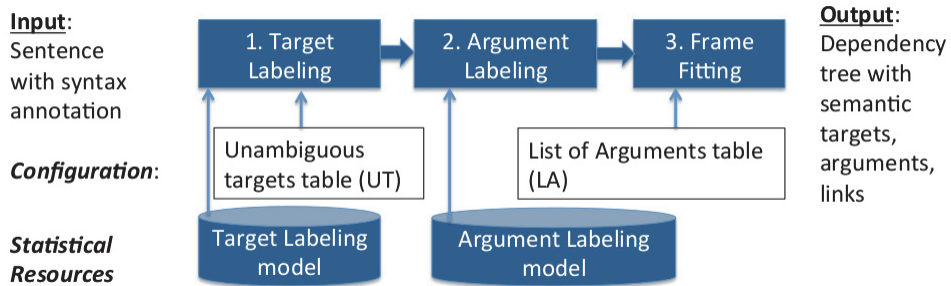 Input:
Sentence
with syntax
annotation
1. Target
Labeling
2. Argument
Labeling
3. Frame
Fitting
Output:
Dependency
tree with
semantic
targets,
arguments,
links
Configuration:
Unambiguous
targets table (UT)
List of Arguments table
(LA)
Statistical
Resources
Target Labeling
model
Argument Labeling
model